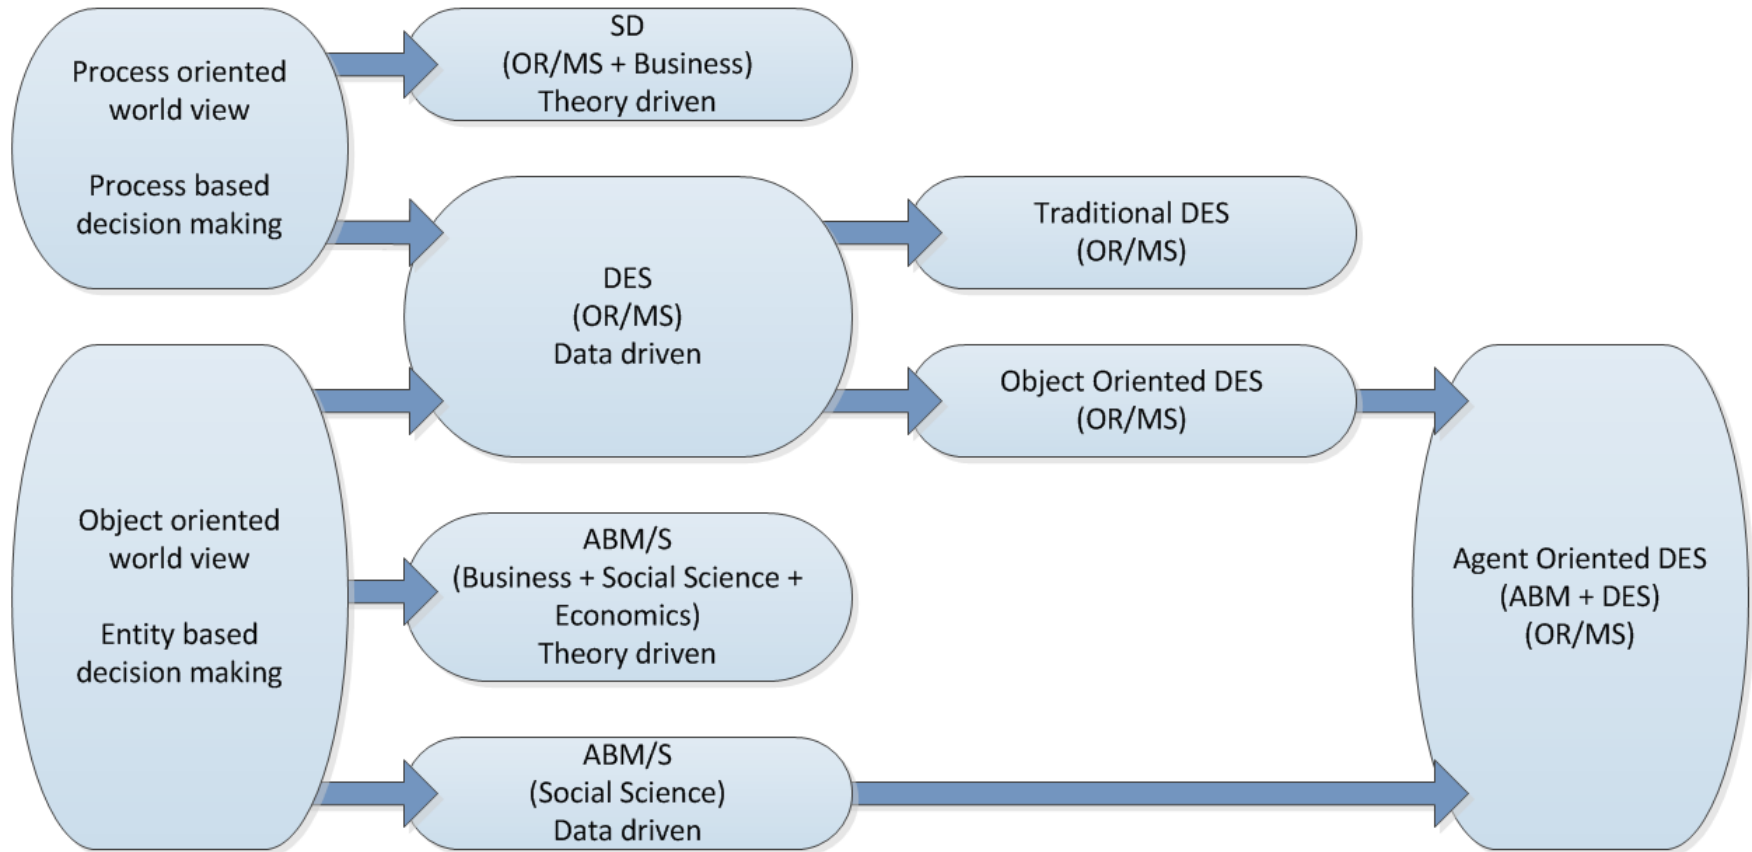 Process oriented
world view
Process based
decision making
SD
(OR/MS + Business)
Theory driven
DES
(OR/MS)
Data driven
Traditional DES
(OR/MS)
Object Oriented DES
(OR/MS)
Object oriented
world view
Entity based
decision making
ABM/S
(Business + Social Science +
Economics)
Theory driven
ABM/S
(Social Science)
Data driven
Agent Oriented DES
(ABM + DES)
(OR/MS)